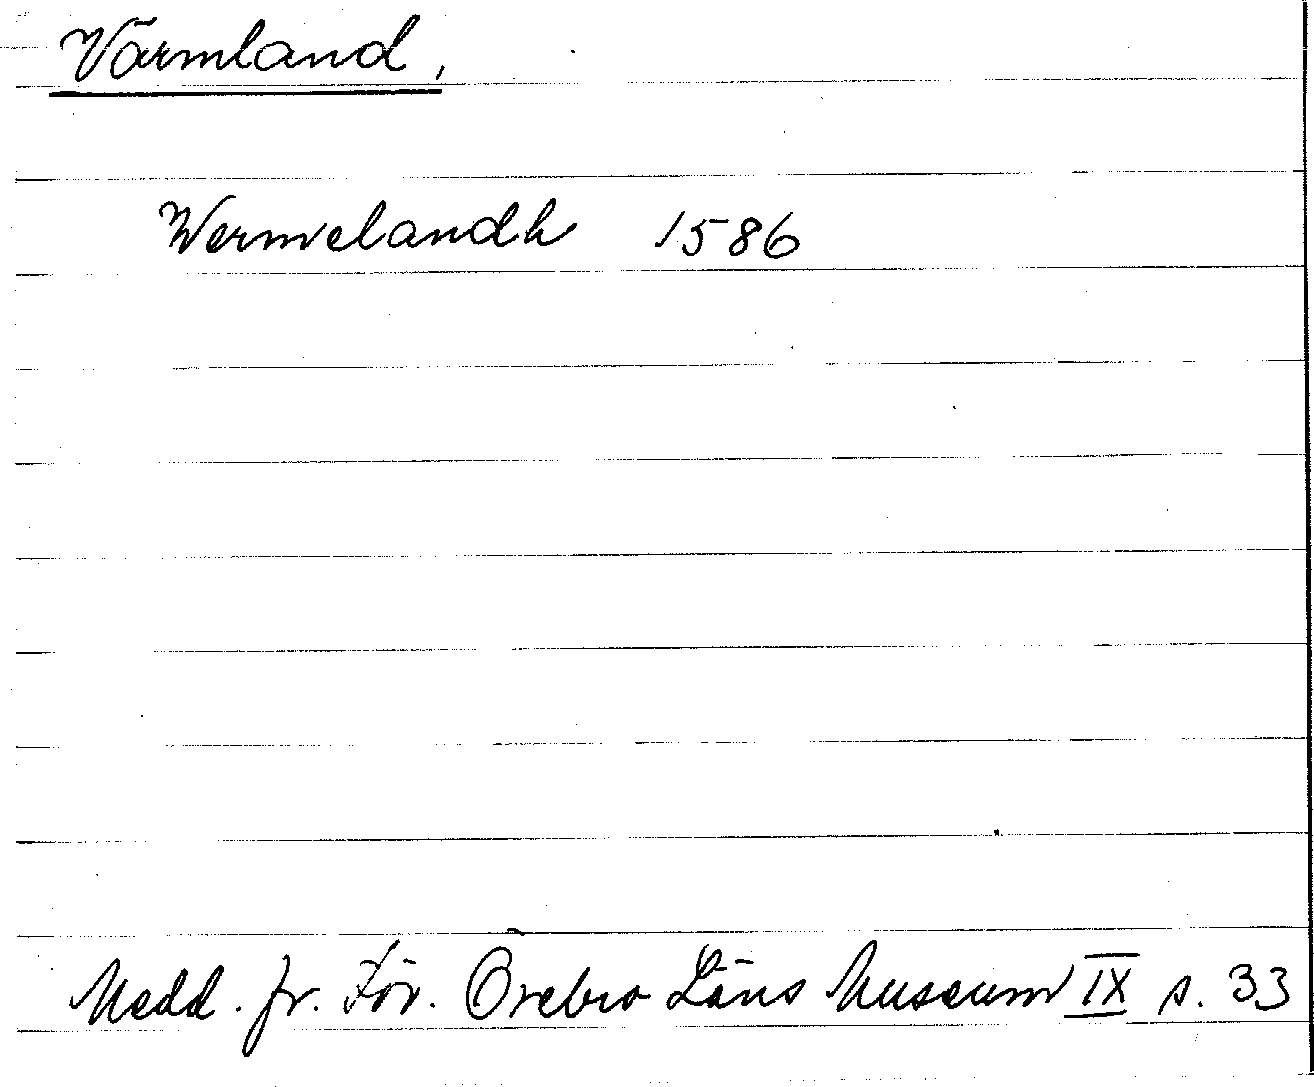 Värmland,
Wermelandh 1586
Medd. fr. För. Örebro Läns Museum IX s. 33